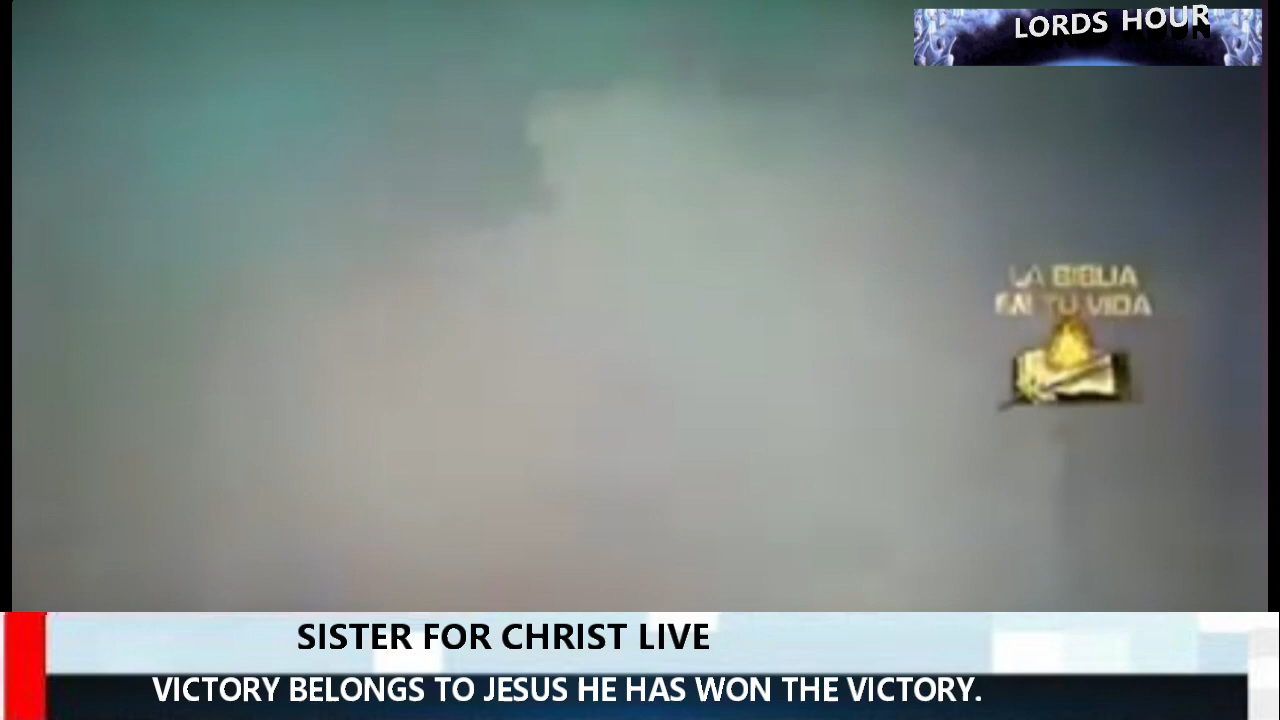 LORDS HOUR
LA BIBLIA
EN TU VIDA
SISTER FOR CHRIST LIVE
VICTORY BELONGS TO JESUS HE HAS WON THE VICTORY.